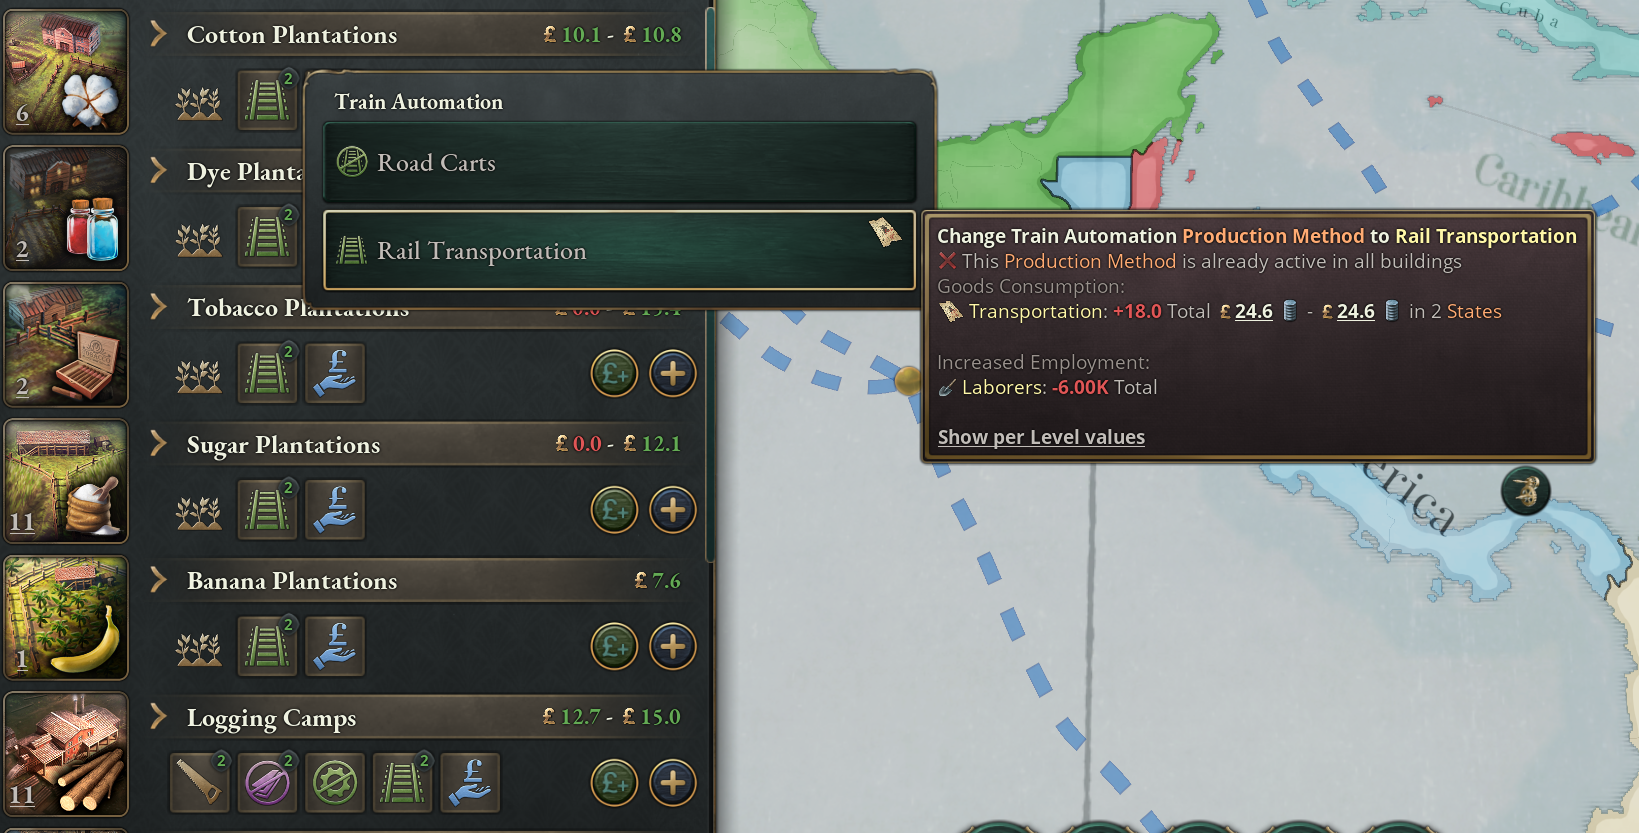 Cotton Plantations
£ 10.1 - £ 10.8
6
2
Train Automation
Road Carts
Rail Transportation
Dye Planta
2
2
Change Train Automation Production Method to Rail Transportation
This Production Method is already active in all buildings
Goods Consumption:
Transportation: +18.0 Total £ 24.6 - £ 24.6 in 2 States
Increased Employment:
Laborers: -6.00K Total
Show per Level values
Tobacco Plantations
2
2
£
£+
Sugar Plantations
£ 0.0 - £ 12.1
11
2
£
£+
Banana Plantations
£ 7.6
1
2
£
£+
Logging Camps
£ 12.7 - £ 15.0
11
2
2
2
£
£+
Cuba
Caribbean
erica